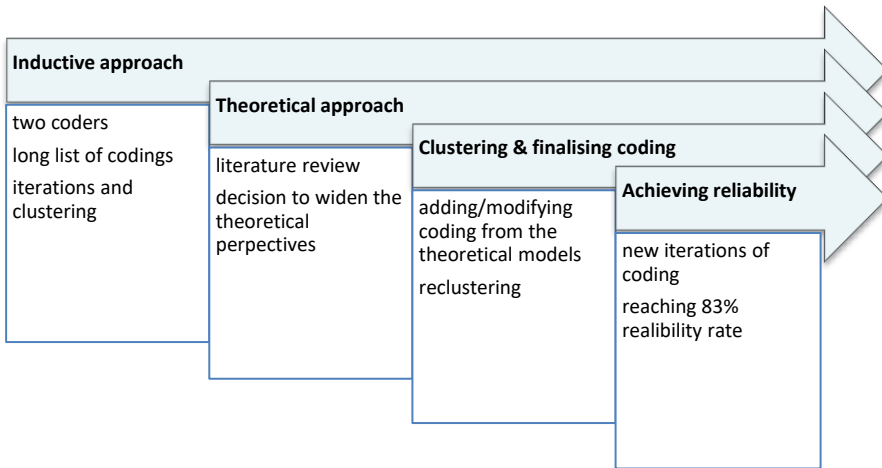 Inductive approach
two coders
long list of codings
iterations and
clustering
Theoretical approach
literature review
decision to widen the
theoretical
perpectives
Clustering & finalising coding
adding/modifying
coding from the
theoretical models
reclustering
Achieving reliability
new iterations of
coding
reaching 83%
realibility rate